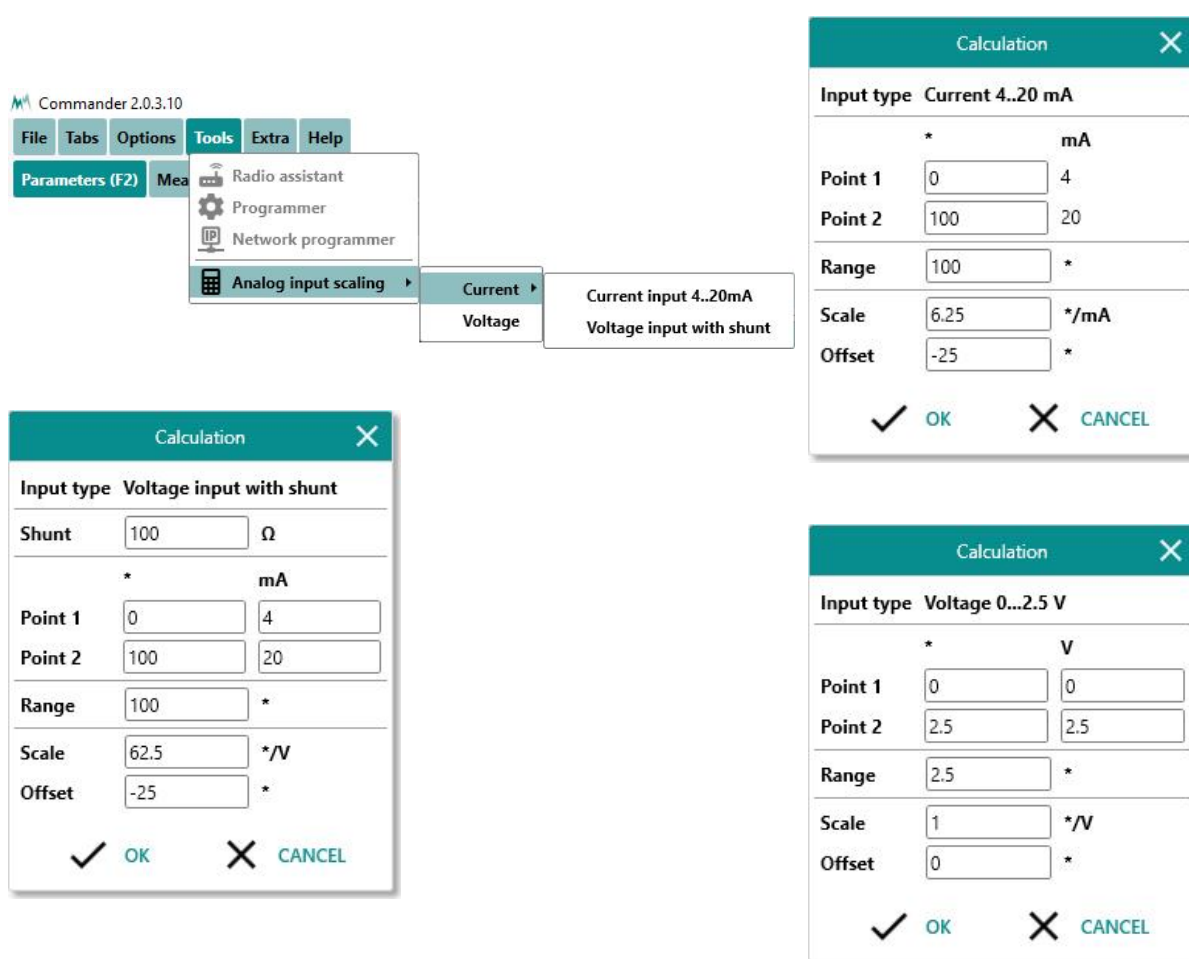 Commander 2.0.3.10
File Tabs Options Tools Extra Help
Parameters (F2) Mea
Radio assistant
Programmer
IP Network programmer
Analog input scaling
Current
Voltage
Current input 4..20mA
Voltage input with shunt
Calculation
Input type Current 4..20 mA
* mA
Point 1 0 4
Point 2 100 20
Range 100 *
Scale 6.25 */mA
Offset -25 *
OK CANCEL
Calculation
Input type Voltage input with shunt
Shunt 100 Ω
* mA
Point 1 0 4
Point 2 100 20
Range 100 *
Scale 62.5 */V
Offset -25 *
OK CANCEL
Calculation
Input type Voltage 0...2.5 V
* V
Point 1 0 0
Point 2 2.5 2.5
Range 2.5 *
Scale 1 */V
Offset 0 *
OK CANCEL